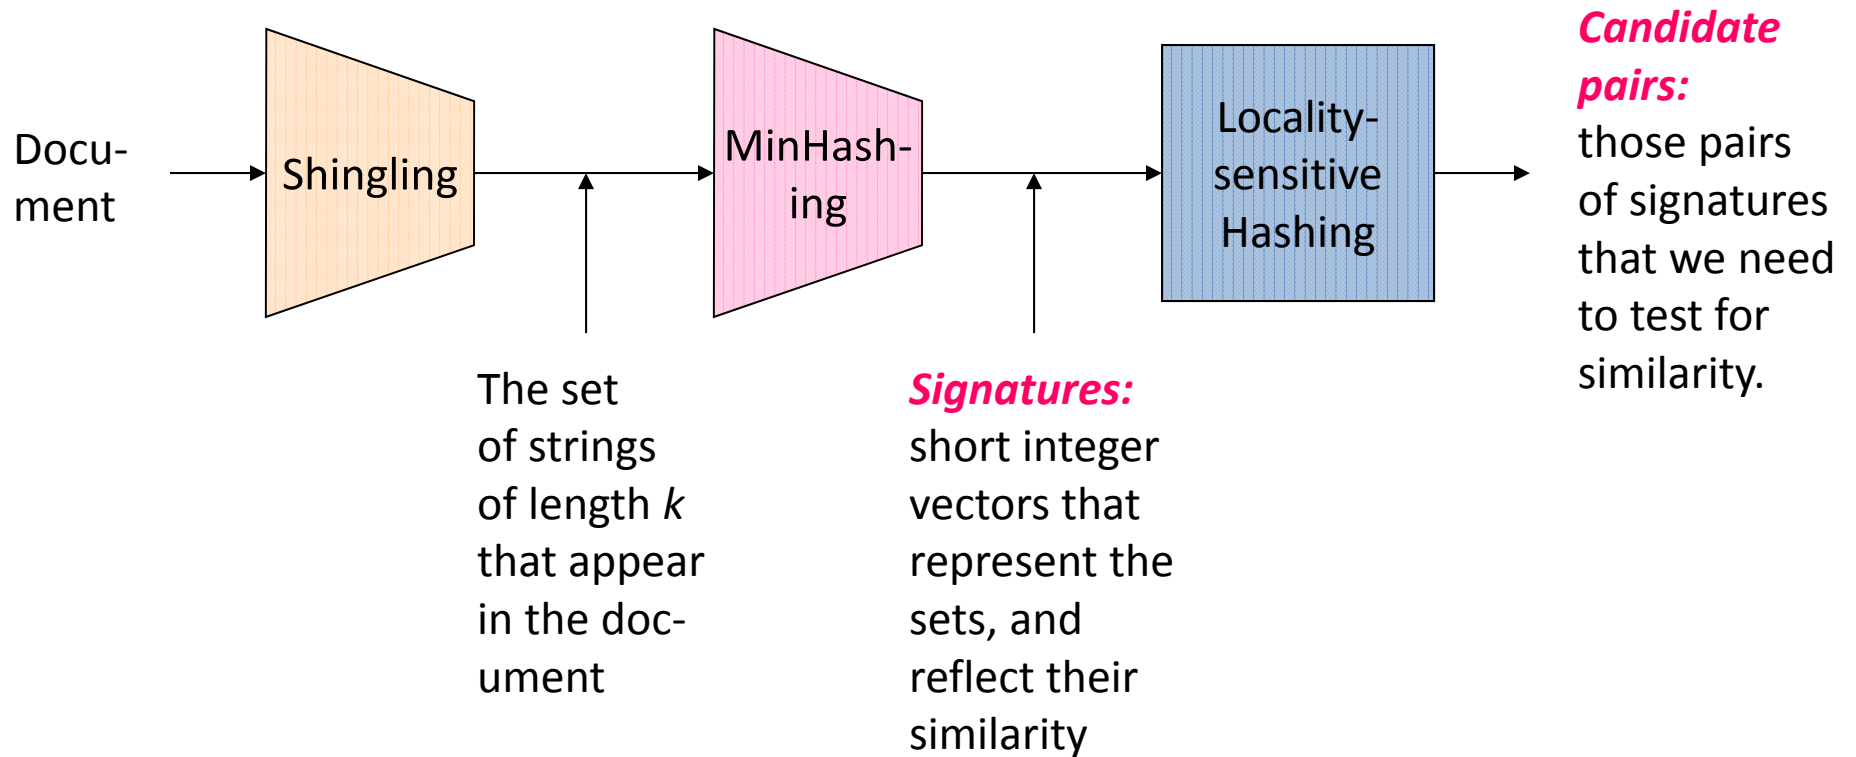 Docu-
ment
Shingling
The set
of strings
of length k
that appear
in the doc-
ument
MinHash-
ing
Signatures:
short integer
vectors that
represent the
sets, and
reflect their
similarity
Locality-
sensitive
Hashing
Candidate
pairs:
those pairs
of signatures
that we need
to test for
similarity.